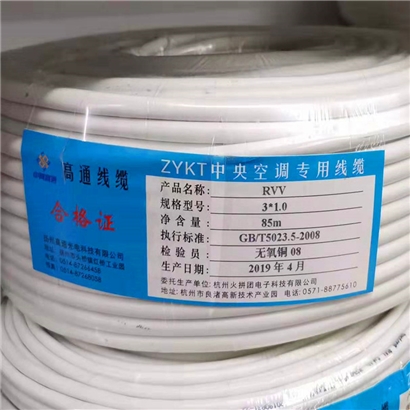 高通线缆
合格证
ZYKT中央空调专用线缆
产品名称: RVV
规格型号: 3*1.0
净含量: 85m
执行标准: GB/T5023.5-2008
检验员: 无氧铜 08
生产日期: 2019年4月
委托生产单位:杭州火拼团电子科技有限公司
地址:杭州市良渚高新技术产业园 电话:0571-88775610